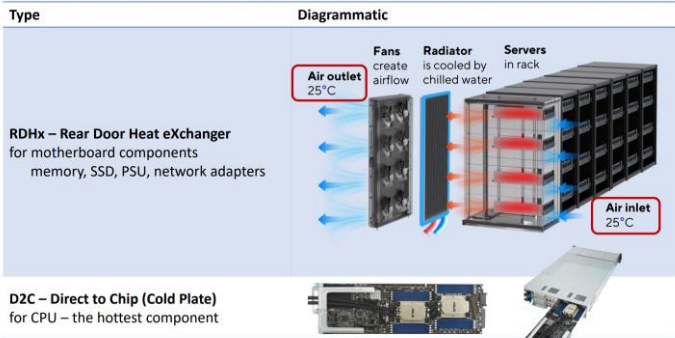 Type
Diagrammatic
RDHx – Rear Door Heat eXchanger
for motherboard components
memory, SSD, PSU, network adapters
Air outlet
25°C
Fans
create
airflow
Radiator
is cooled by
chilled water
Servers
in rack
Air inlet
25°C
D2C – Direct to Chip (Cold Plate)
for CPU – the hottest component